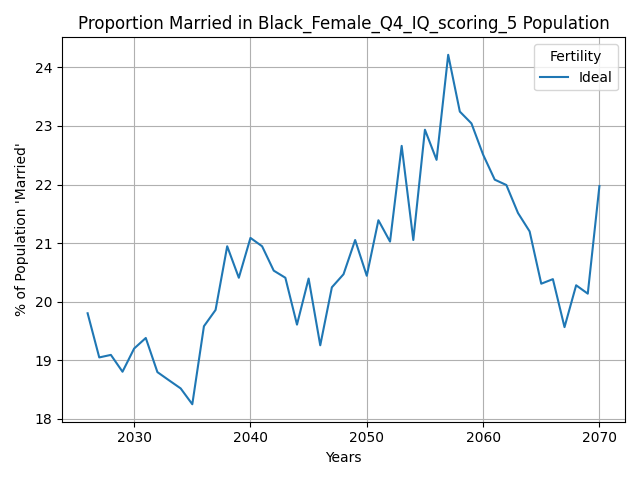 Proportion Married in Black_Female_Q4_IQ_scoring_5 Population
Fertility
Ideal
% of Population 'Married'
24
23
22
21
20
19
18
2030 2040 2050 2060 2070
Years